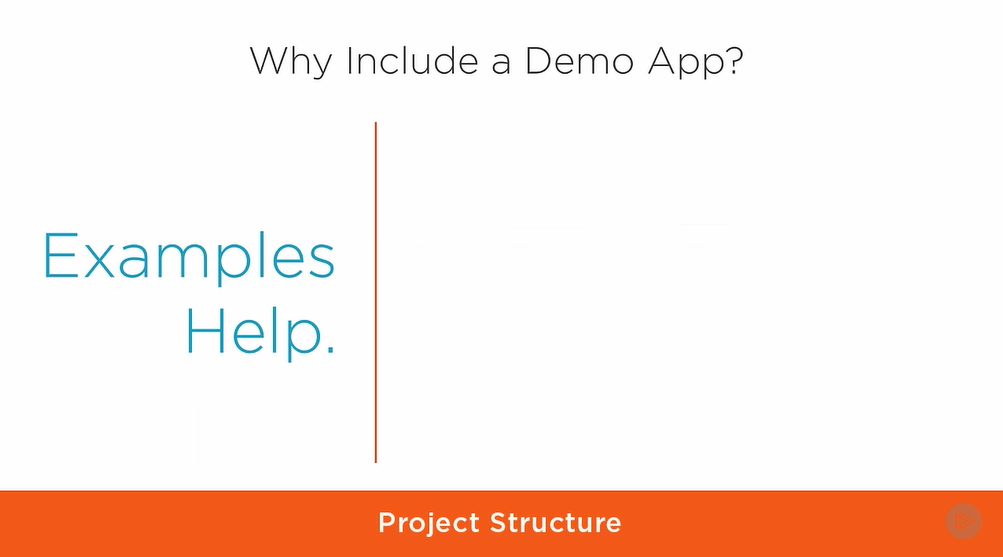 Why Include a Demo App?
Examples
Help.
Project Structure